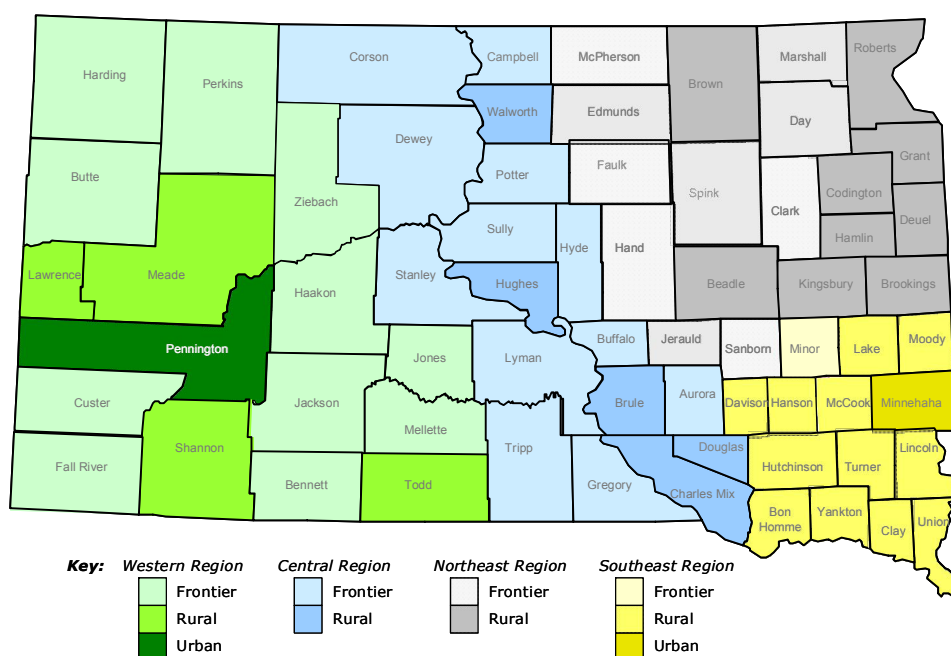 Harding
Perkins
Corson
Campbell
McPherson
Brown
Marshall
Roberts
Walworth
Edmunds
Day
Dewey
Butte
Ziebach
Potter
Faulk
Spink
Clark
Codington
Grant
Deuel
Hamlin
Sully
Hyde
Hand
Lawrence
Meade
Haakon
Stanley
Hughes
Beadle
Kingsbury
Brookings
Pennington
Jones
Lyman
Buffalo
Jerauld
Sanborn
Minor
Lake
Moody
Custer
Jackson
Mellette
Brule
Aurora
Davison
Hanson
McCook
Minnehaha
Fall River
Shannon
Bennett
Todd
Tripp
Gregory
Douglas
Charles Mix
Hutchinson
Turner
Lincoln
Bon
Homme
Yankton
Clay
Union
Key: Western Region Central Region Northeast Region Southeast Region
Frontier Frontier Frontier Frontier
Rural Rural Rural Rural
Urban Urban